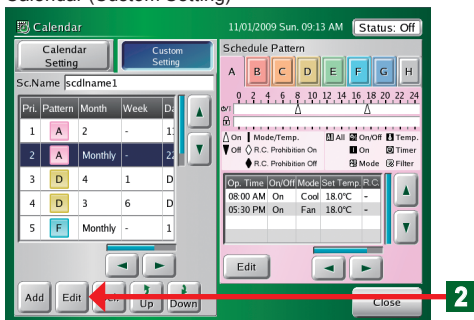 Calendar (Custom Setting)
Calendar
11/01/2009 Sun. 09:13 AM
Status: Off
Calendar Setting
Custom Setting
Sc.Name scdlname1
Pri. Pattern Month Week Da
1 A 2 - 1
2 A Monthly - 2
3 D 4 1 D
4 D 3 6 D
5 F Monthly - 1
Add Edit Up Down
Schedule Pattern
A B C D E F G H
0 2 4 6 8 10 12 14 16 18 20 22 24
On Mode/Temp. All On/Off Temp.
Off R.C. Prohibition On On Timer
R.C. Prohibition Off Mode Filter
Op. Time On/Off Mode Set Temp. R.C.
08:00 AM On Cool 18.0°C -
05:30 PM On Fan 18.0°C -
Edit
Close
2